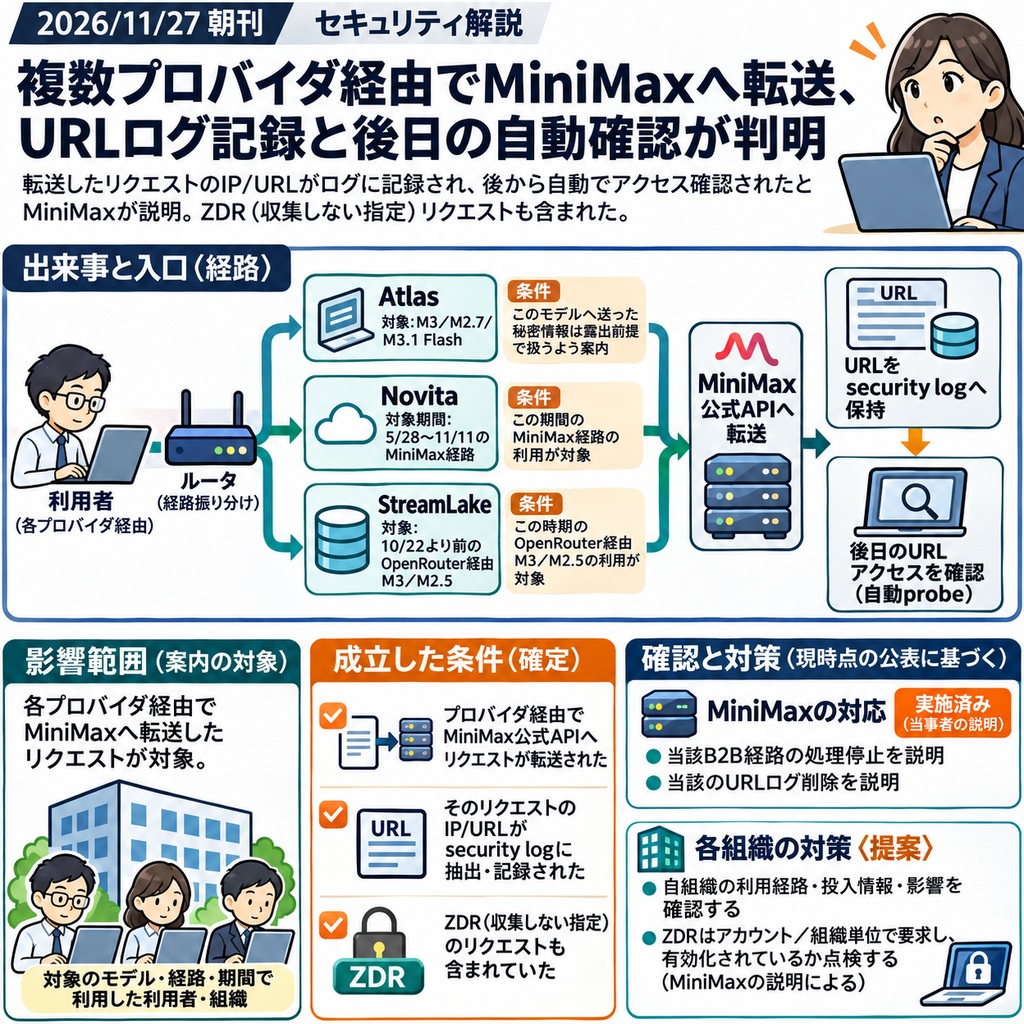 2026/11/27 朝刊
セキュリティ解説
複数プロバイダ経由でMiniMaxへ転送、
URLログ記録と後日の自動確認が判明
転送したリクエストのIP/URLがログに記録され、後から自動でアクセス確認されたと
MiniMaxが説明。ZDR（収集しない指定）リクエストも含まれた。
出来事と入口（経路）
利用者
（各プロバイダ経由）
ルータ
（経路振り分け）
Atlas
対象：M3／M2.7/
M3.1 Flash
条件
このモデルへ送った
秘密情報は露出前提
で扱うよう案内
Novita
対象期間：
5/28〜11/11の
MiniMax経路
条件
この期間の
MiniMax経路の
利用が対象
StreamLake
対象：
10/22より前の
OpenRouter経由
M3／M2.5
条件
この時期の
OpenRouter経由
M3／M2.5の利用が
対象
MiniMax
公式APIへ
転送
URL
URLを
security logへ
保持
後日のURL
アクセスを確認
（自動probe）
影響範囲（案内の対象）
各プロバイダ経由で
MiniMaxへ転送した
リクエストが対象。
対象のモデル・経路・期間で
利用した利用者・組織
成立した条件（確定）
プロバイダ経由で
MiniMax公式APIへ
リクエストが転送された
URL
そのリクエストの
IP/URLが
security logに
抽出・記録された
ZDR
ZDR（収集しない指定）
のリクエストも
含まれていた
確認と対策（現時点の公表に基づく）
MiniMaxの対応
実施済み
（当事者の説明）
● 当該B2B経路の処理停止を説明
● 当該のURLログ削除を説明
各組織の対策〈提案〉
● 自組織の利用経路・投入情報・影響を
確認する
● ZDRはアカウント／組織単位で要求し、
有効化されているか点検する
（MiniMaxの説明による）